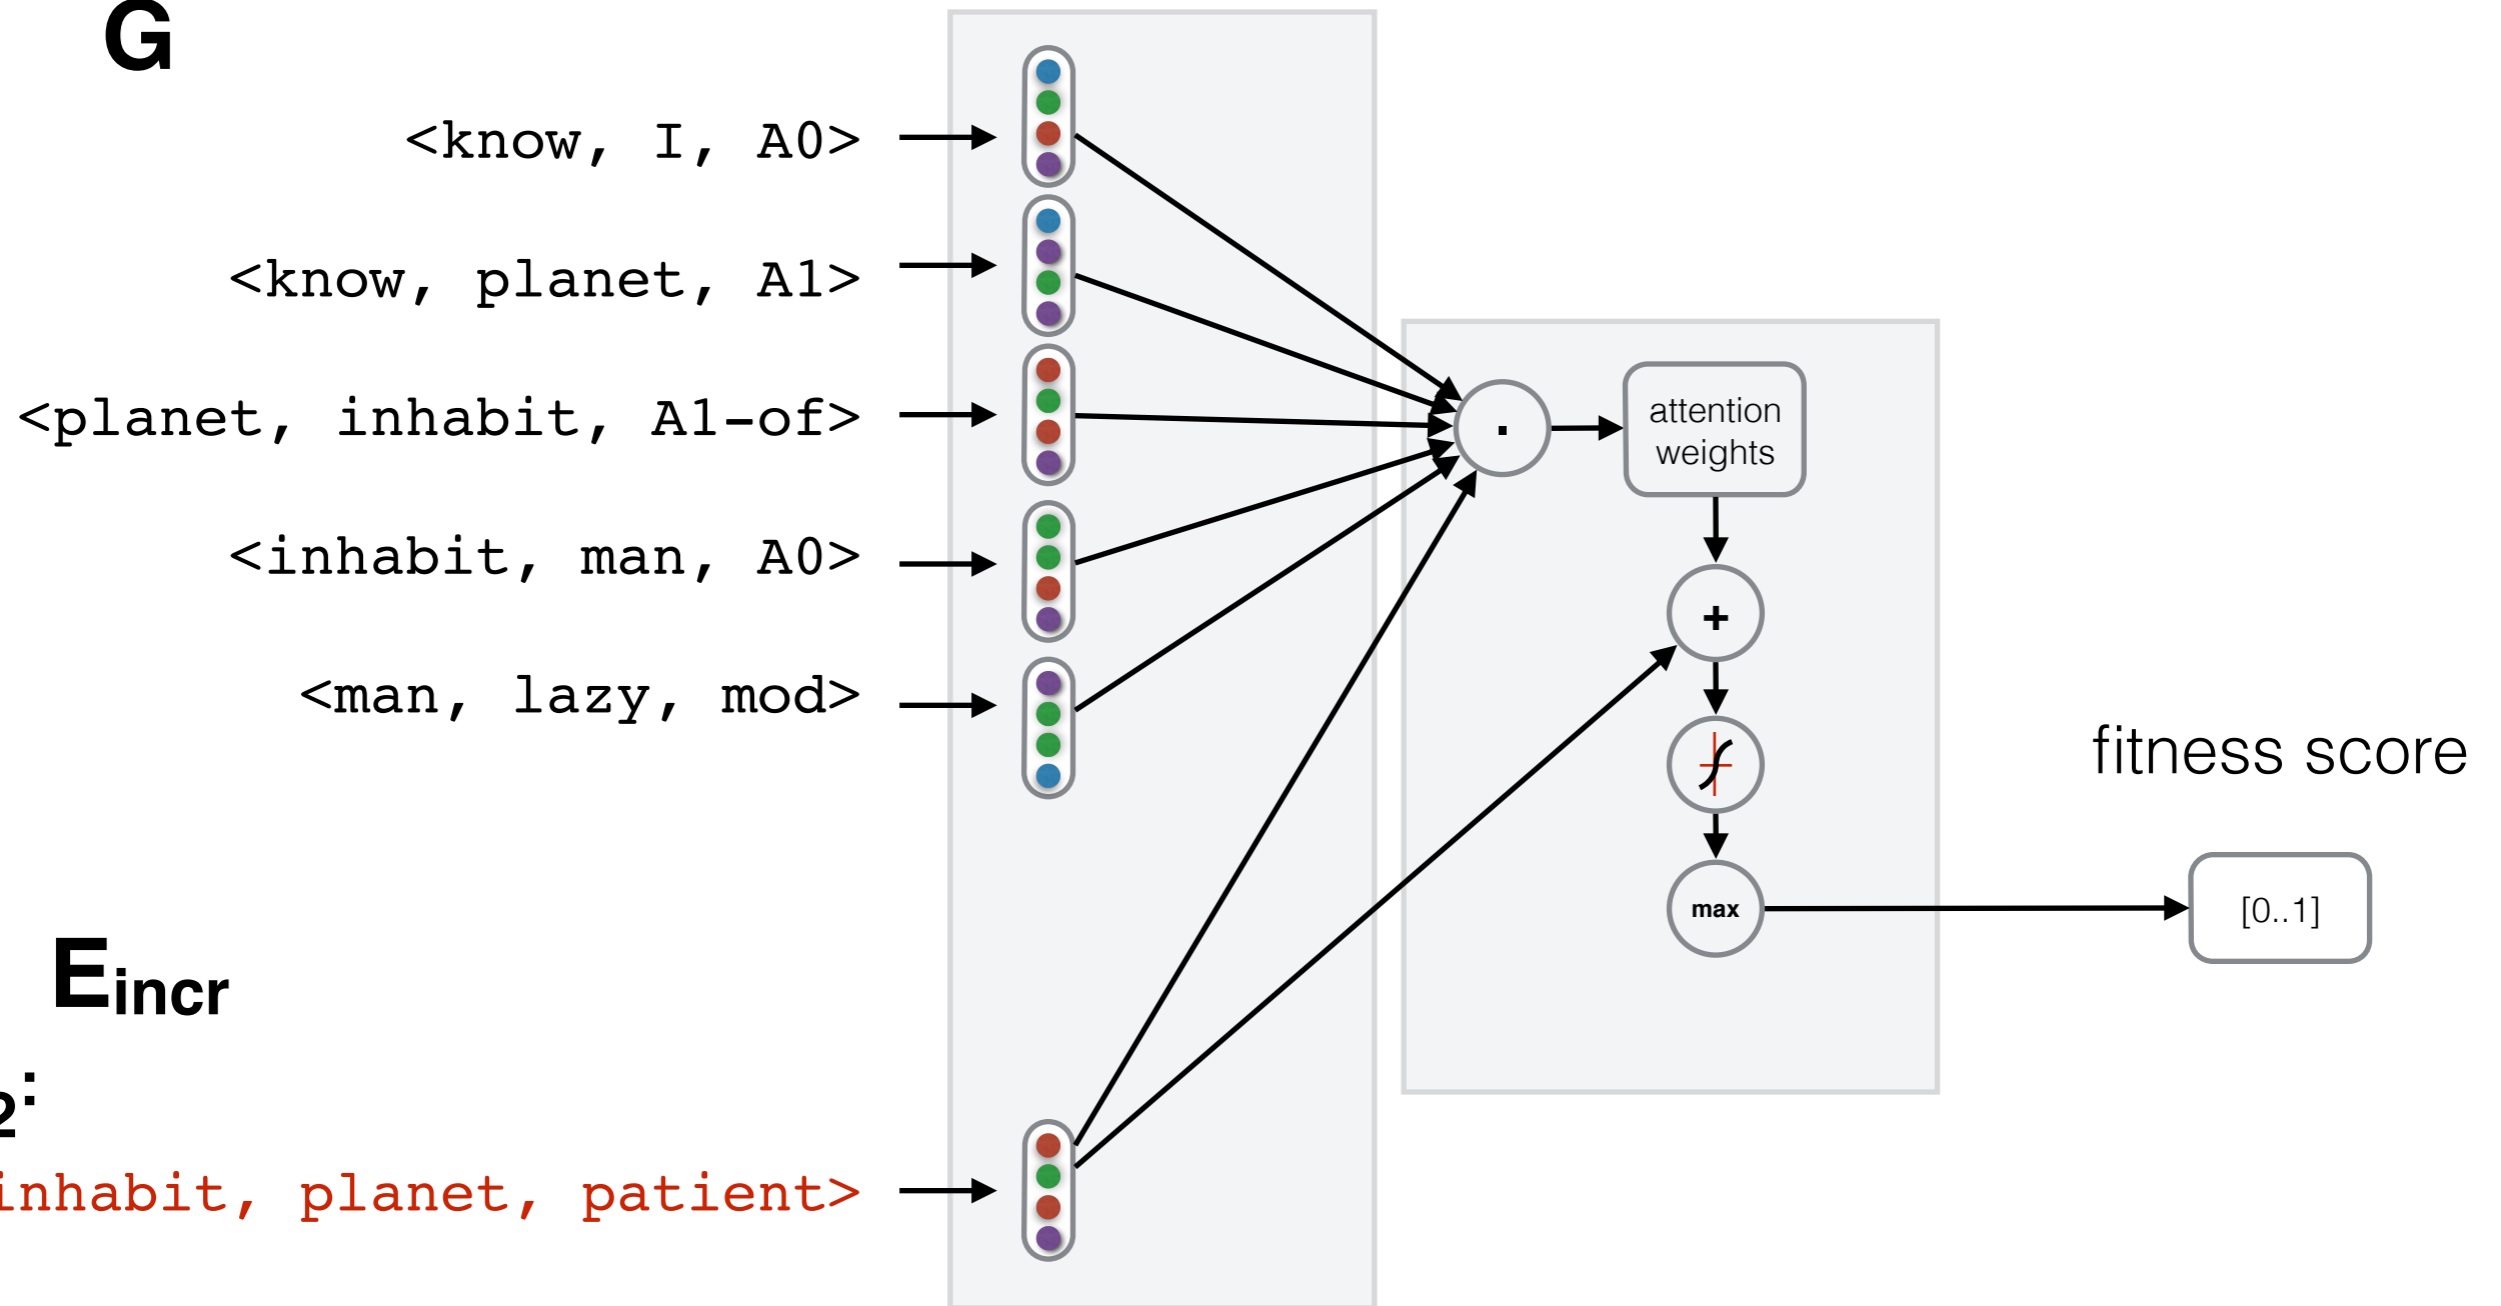 G
<know, I, A0>
<know, planet, A1>
<planet, inhabit, A1-of>
<inhabit, man, A0>
<man, lazy, mod>
attention
weights
.
+
max
fitness score
[0..1]
Eincr
2:
inhabit, planet, patient>